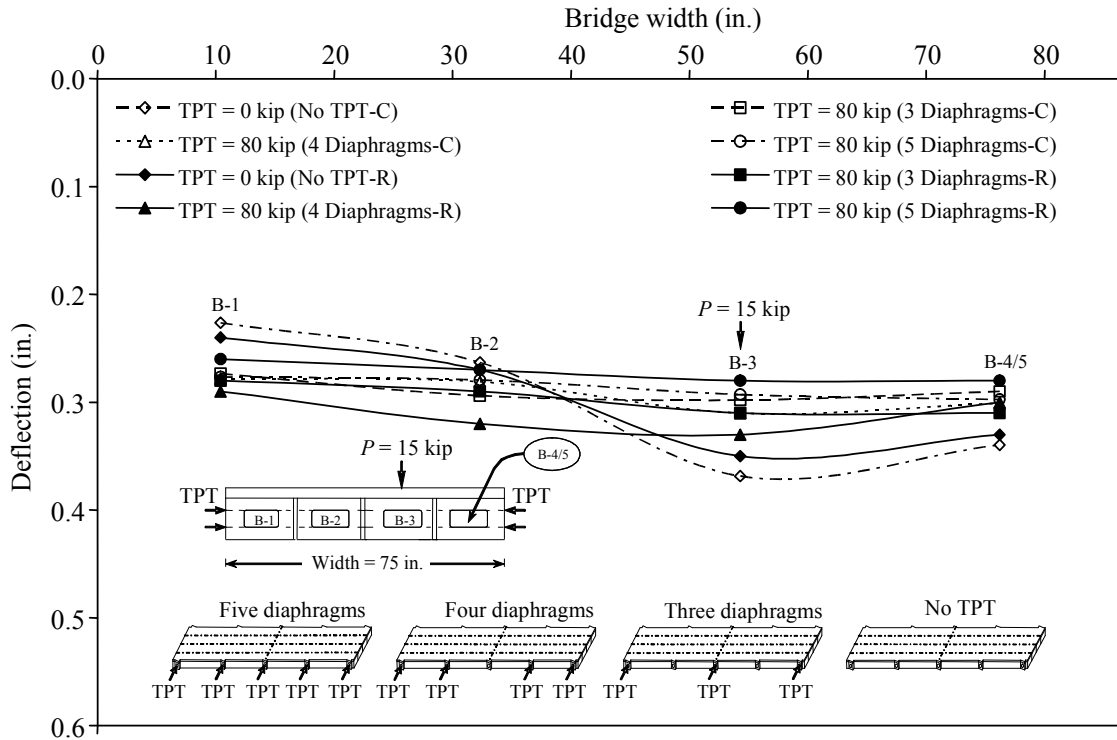 Bridge width (in.)
0 10 20 30 40 50 60 70 80
0.0
TPT = 0 kip (No TPT-C)
TPT = 80 kip (4 Diaphragms-C)
TPT = 0 kip (No TPT-R)
TPT = 80 kip (4 Diaphragms-R)
TPT = 80 kip (3 Diaphragms-C)
TPT = 80 kip (5 Diaphragms-C)
TPT = 80 kip (3 Diaphragms-R)
TPT = 80 kip (5 Diaphragms-R)
0.1
0.2
0.3
0.4
0.5
0.6
Deflection (in.)
B-1
B-2
P = 15 kip
B-3
B-4/5
P = 15 kip
B-4/5
TPT
TPT
B-1 B-2 B-3
Width = 75 in.
Five diaphragms
Four diaphragms
Three diaphragms
No TPT
TPT TPT TPT TPT TPT
TPT TPT TPT TPT
TPT TPT TPT